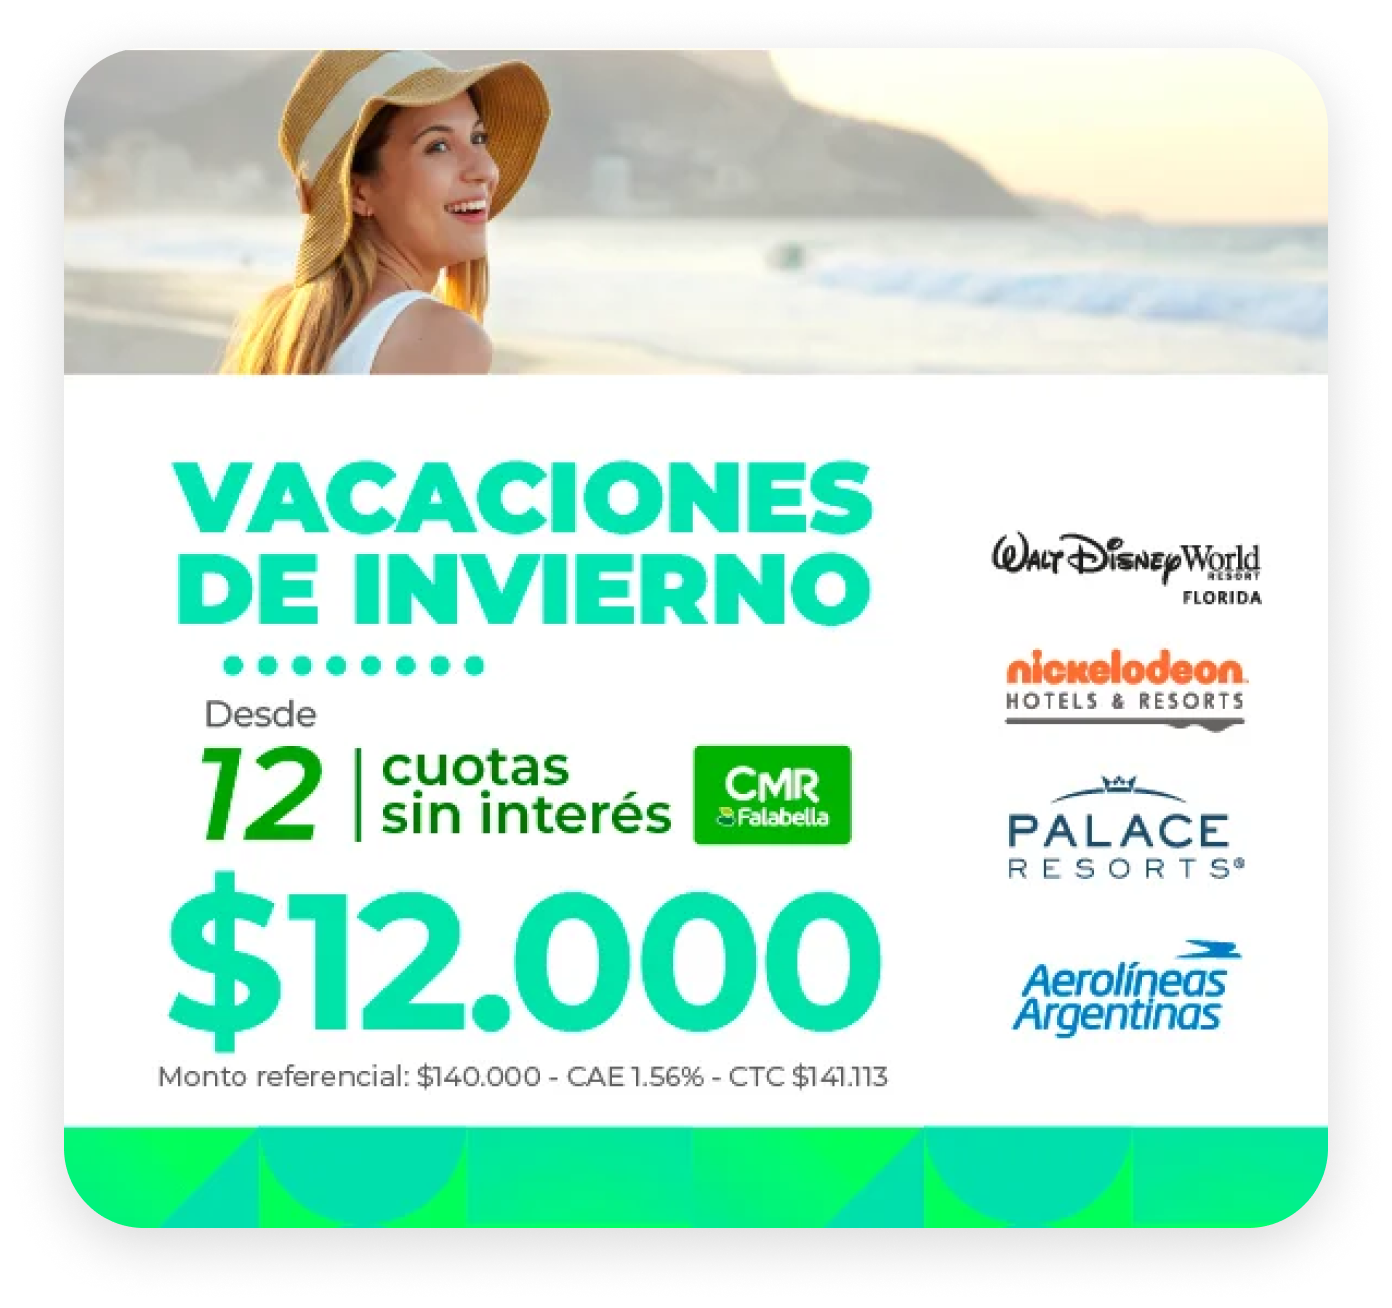 VACACIONES
DE INVIERNO
Desde
12 cuotas
sin interés
CMR
Falabella
$12.000
Monto referencial: $140.000 - CAE 1.56% - CTC $141.113
Walt Disney World
RESORT
FLORIDA
nickelodeon™
HOTELS & RESORTS
PALACE
RESORTS®
Aerolíneas
Argentinas